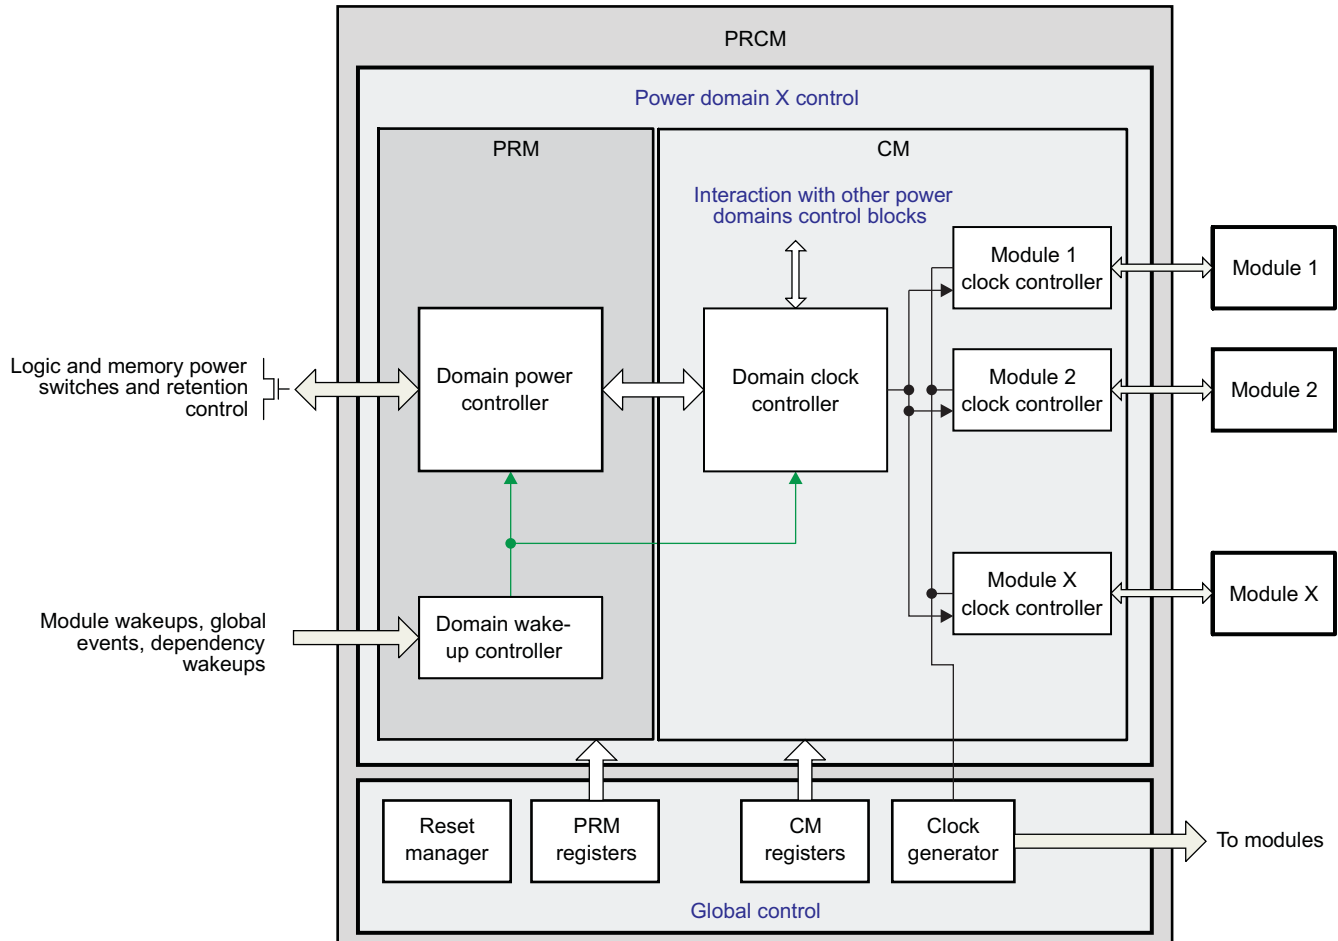 PRCM
Power domain X control
PRM
CM
Interaction with other power
domains control blocks
Module 1
clock controller
Module 1
Logic and memory power
switches and retention
control
Domain power
controller
Domain clock
controller
Module 2
clock controller
Module 2
Module X
clock controller
Module X
Module wakeups, global
events, dependency
wakeups
Domain wake-
up controller
Reset
manager
PRM
registers
CM
registers
Clock
generator
To modules
Global control